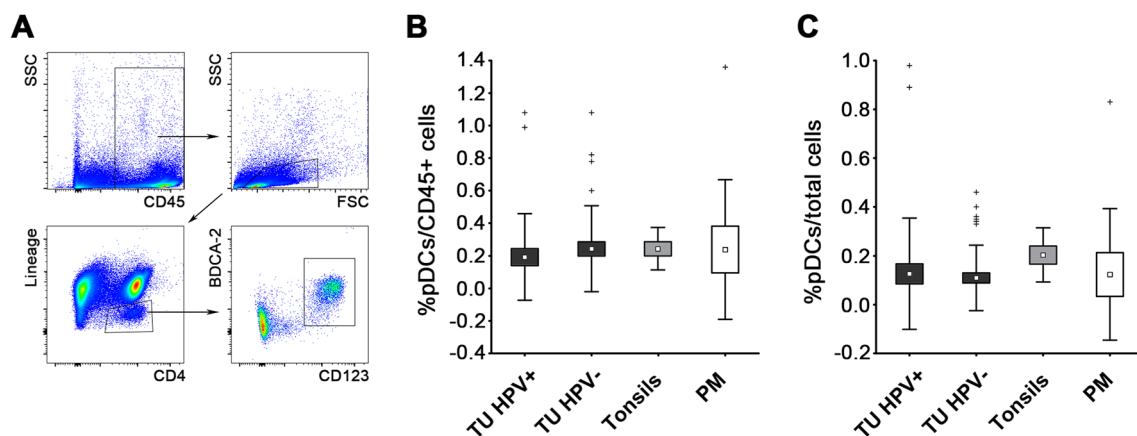 A
SSC
CD45
SSC
FSC
Lineage
CD4
BDCA-2
CD123
B
%pDCs/CD45+ cells
1.4
1.2
1.0
0.8
0.6
0.4
0.2
0.0
-0.2
-0.4
TU HPV+
TU HPV-
Tonsils
PM
C
%pDCs/total cells
1.0
0.8
0.6
0.4
0.2
0.0
-0.2
TU HPV+
TU HPV-
Tonsils
PM